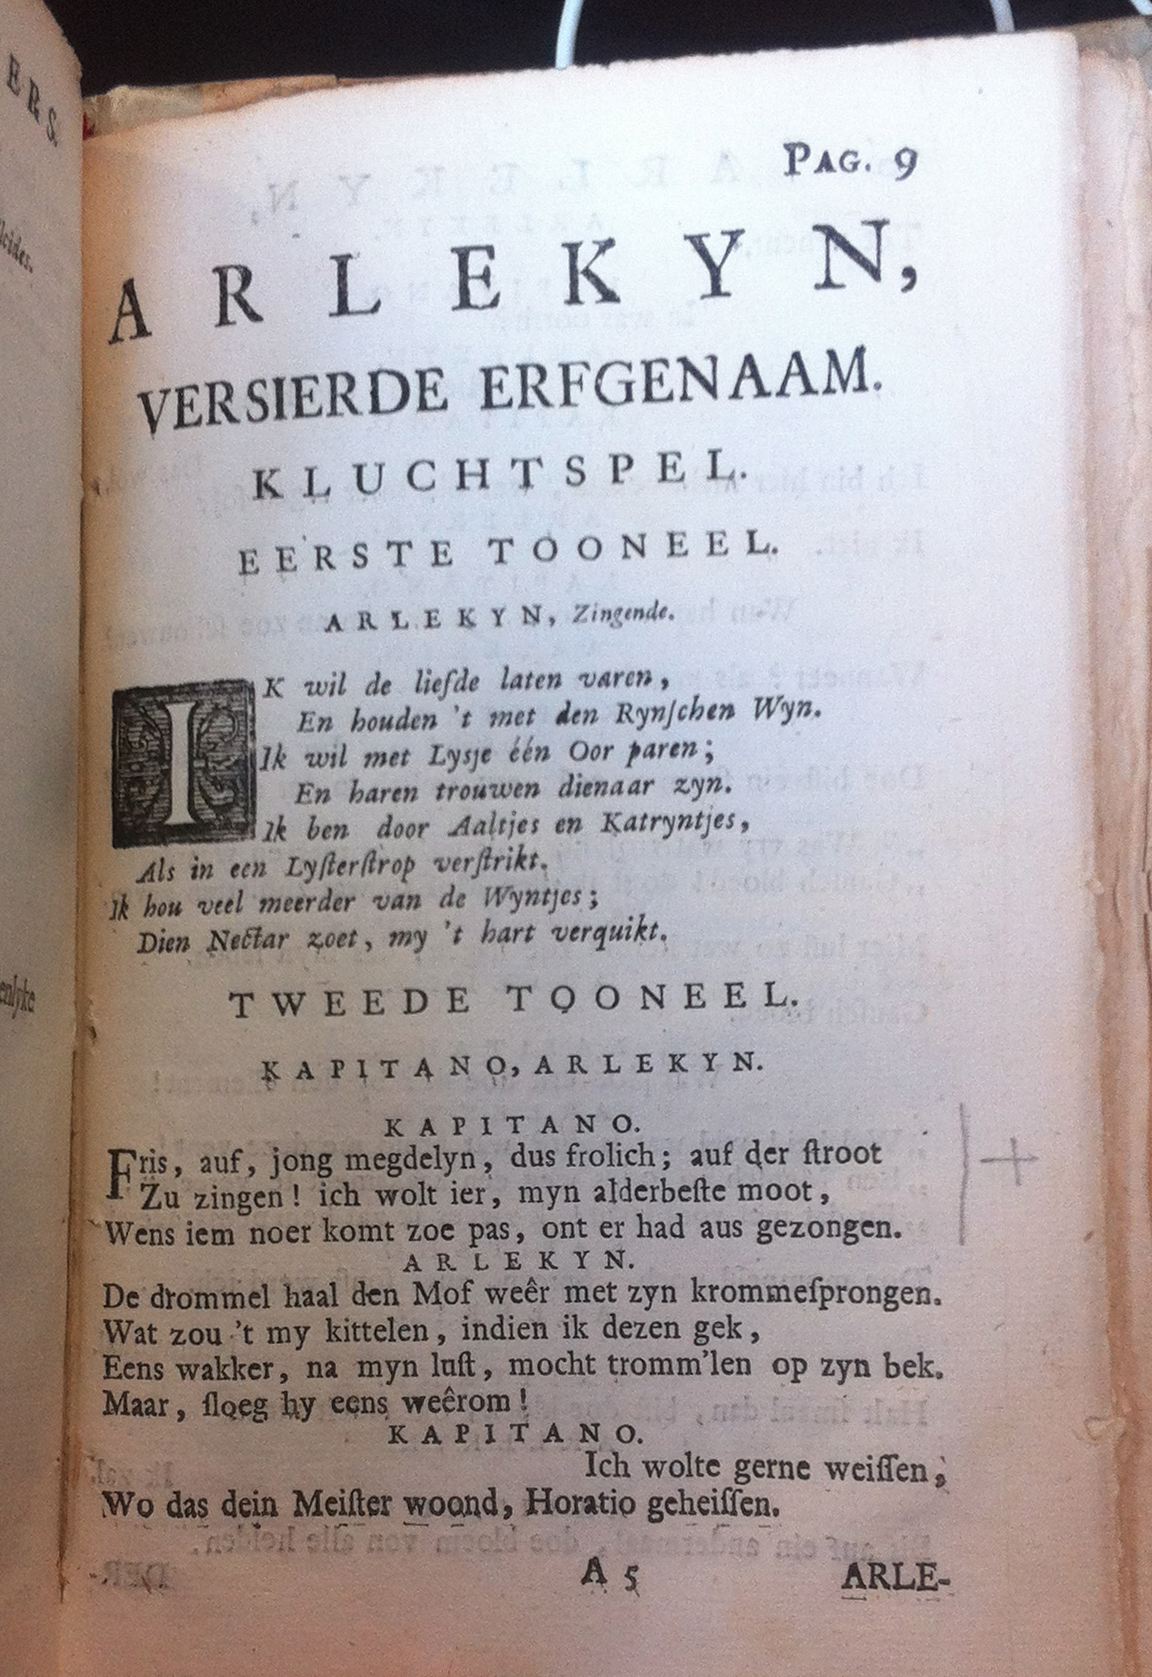 ERS.
PAG. 9
ARLEKYN,
VERSIERDE ERFGENAAM.
KLUCHTSPEL.
EERSTE TOONEEL.
ARLEKYN, Zingende.
IK wil de liefde laten varen,
En houden 't met den Rynſchen Wyn.
Ik wil met Lysje één Oor paren;
En haren trouwen dienaar zyn.
Ik ben door Aaltjes en Katryntjes,
Als in een Lyſterſtrop verſtrikt.
Ik hou veel meerder van de Wyntjes;
Dien Nectar zoet, my 't hart verquikt.
TWEEDE TOONEEL.
KAPITANO, ARLEKYN.
KAPITANO.
Fris, auf, jong megdelyn, dus frolich; auf der ſtroot
Zu zingen! ich wolt ier, myn alderbeſte moot,
Wens iem noer komt zoe pas, ont er had aus gezongen.
ARLEKYN.
De drommel haal den Mof weêr met zyn krommeſprongen.
Wat zou 't my kittelen, indien ik dezen gek,
Eens wakker, na myn luſt, mocht tromm'len op zyn bek.
Maar, ſloeg hy eens weêrom!
KAPITANO.
Ich wolte gerne weiſſen,
Wo das dein Meiſter woond, Horatio geheiſſen.
A 5 ARLE-